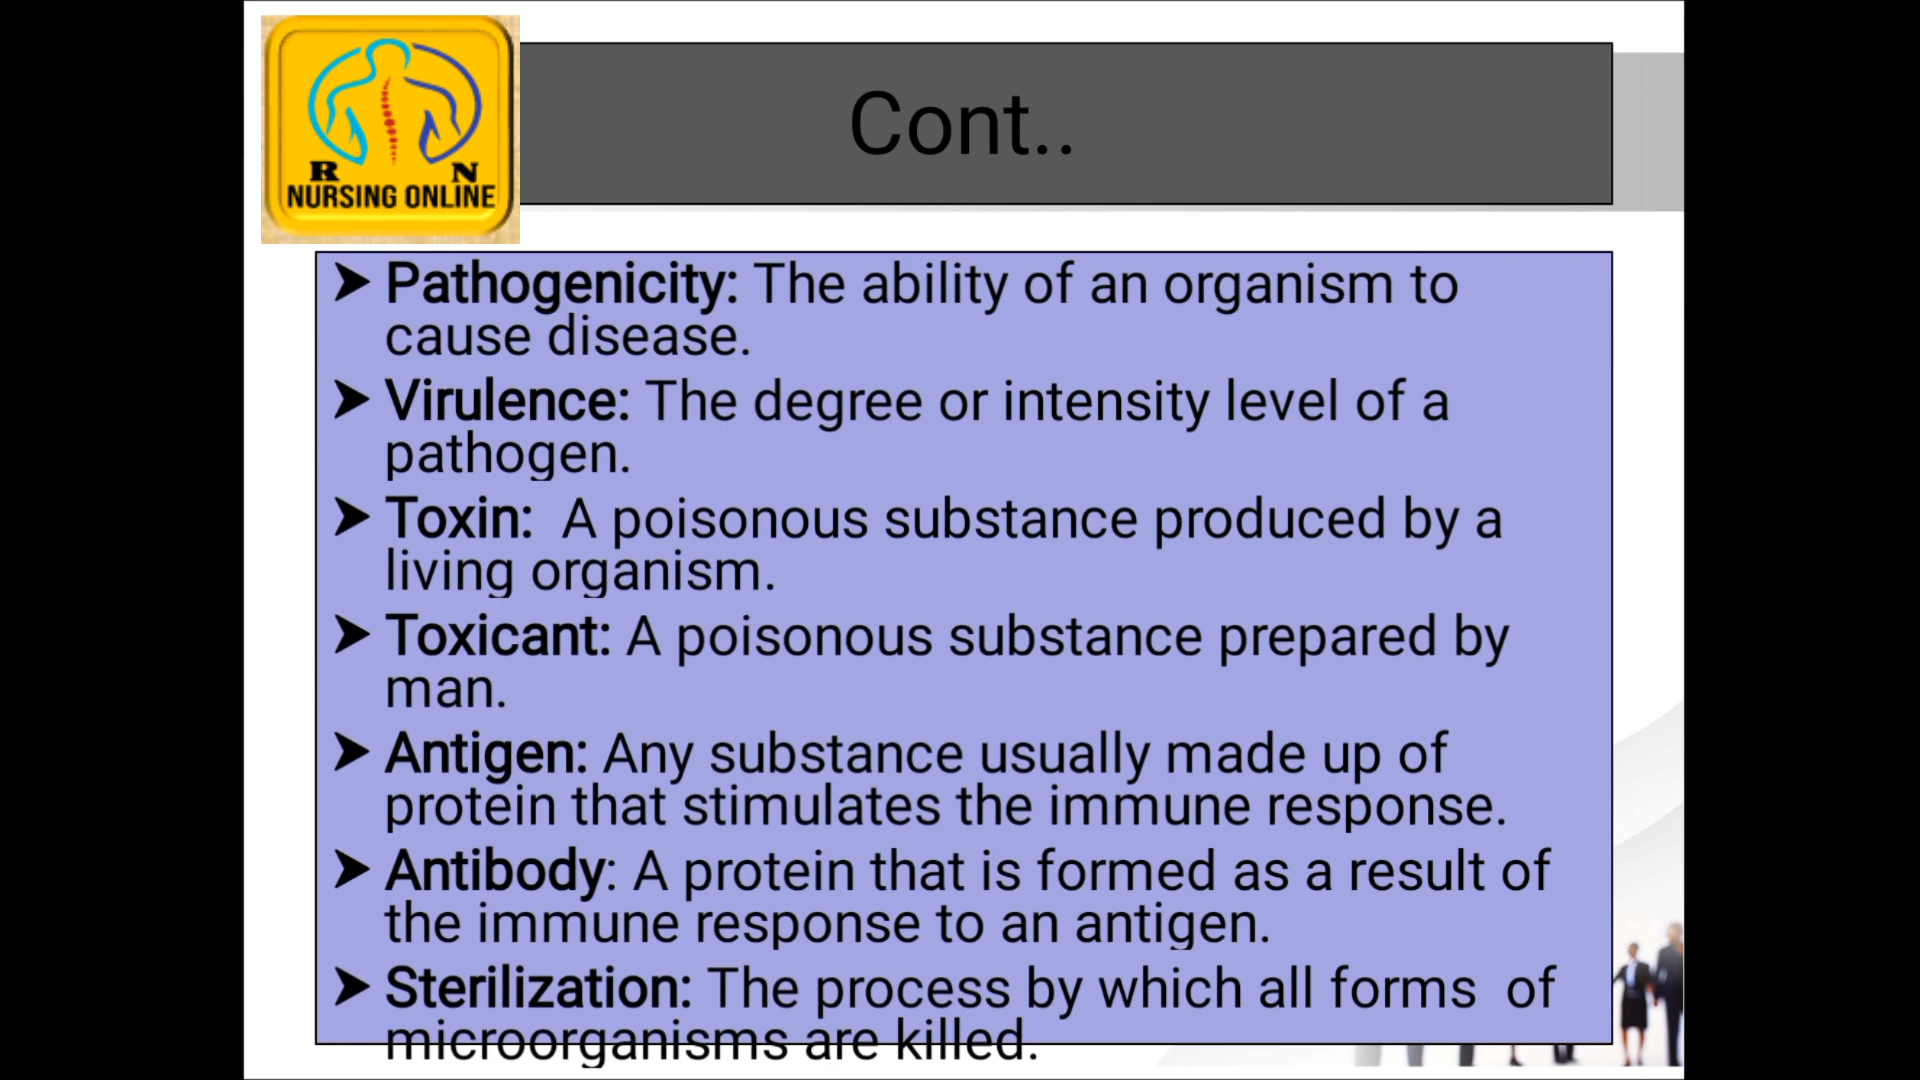 R N
NURSING ONLINE
Cont..
➤ Pathogenicity: The ability of an organism to
cause disease.
➤ Virulence: The degree or intensity level of a
pathogen.
➤ Toxin:  A poisonous substance produced by a
living organism.
➤ Toxicant: A poisonous substance prepared by
man.
➤ Antigen: Any substance usually made up of
protein that stimulates the immune response.
➤ Antibody: A protein that is formed as a result of
the immune response to an antigen.
➤ Sterilization: The process by which all forms  of
microorganisms are killed.